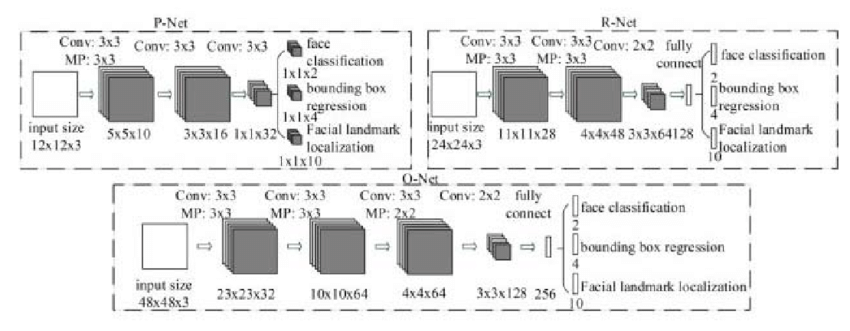 P-Net
Conv: 3x3 Conv: 3x3 Conv: 3x3
MP: 3x3
face
classification
1x1x2
bounding box
regression
1x1x4
Facial landmark
localization
1x1x10
input size
12x12x3
5x5x10
3x3x16
1x1x32
R-Net
Conv: 3x3 Conv: 3x3 Conv: 2x2 fully
MP: 3x3 MP: 3x3 connect
face classification
2
bounding box
regression
4
Facial landmark
localization
10
input size
24x24x3
11x11x28
4x4x48
3x3x64
128
O-Net
Conv: 3x3 Conv: 3x3 Conv: 3x3 Conv: 2x2 fully
MP: 3x3 MP: 3x3 MP: 2x2 connect
face classification
2
bounding box regression
4
Facial landmark localization
10
input size
48x48x3
23x23x32
10x10x64
4x4x64
3x3x128
256